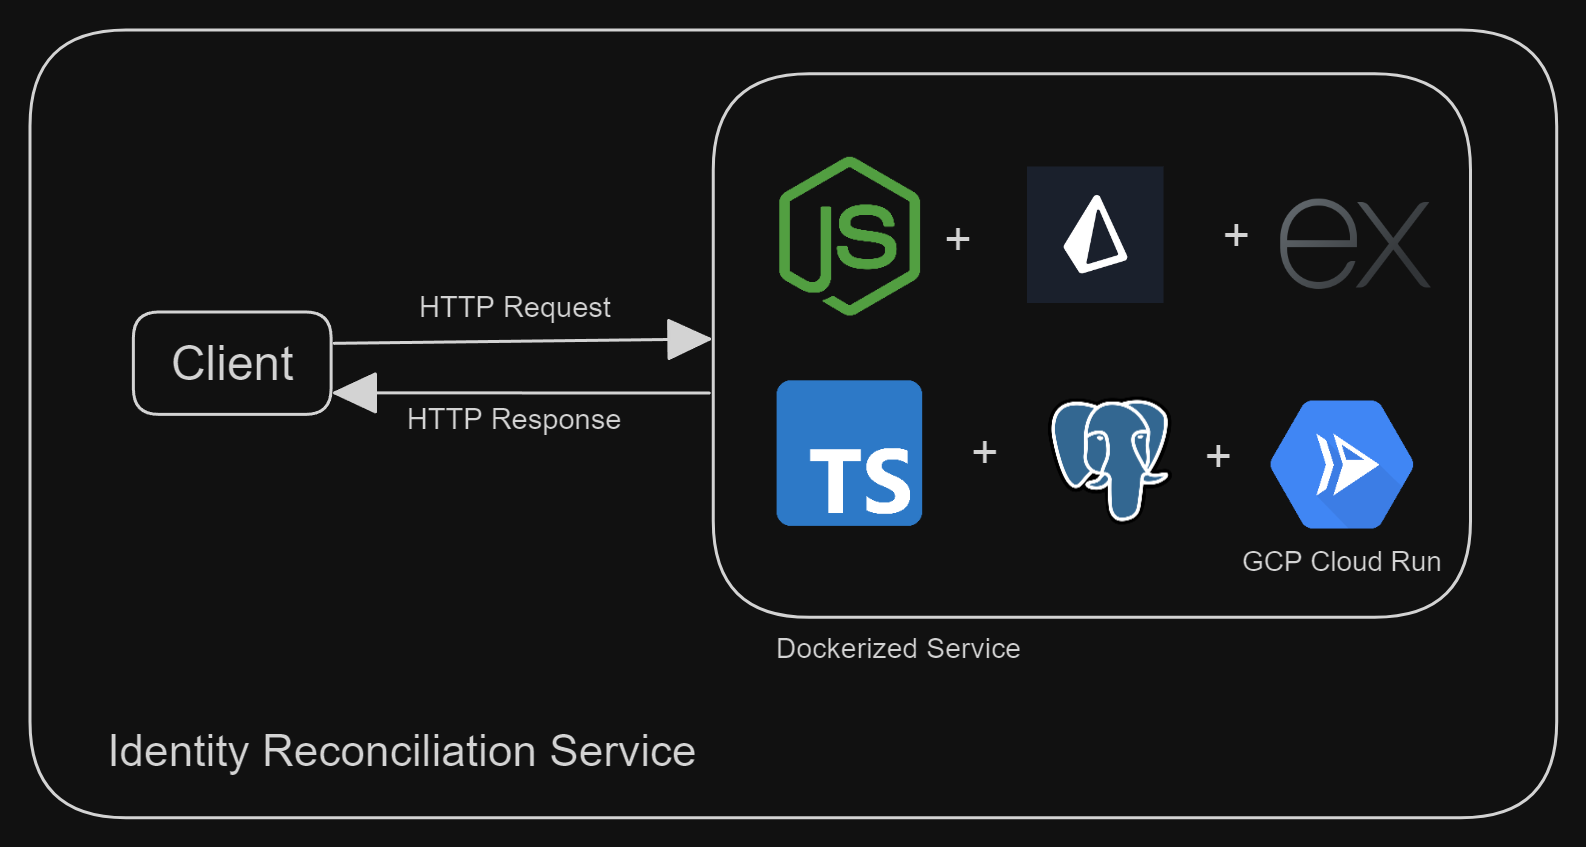 JS
+
+
ex
HTTP Request
Client
HTTP Response
TS
+
+
GCP Cloud Run
Dockerized Service
Identity Reconciliation Service